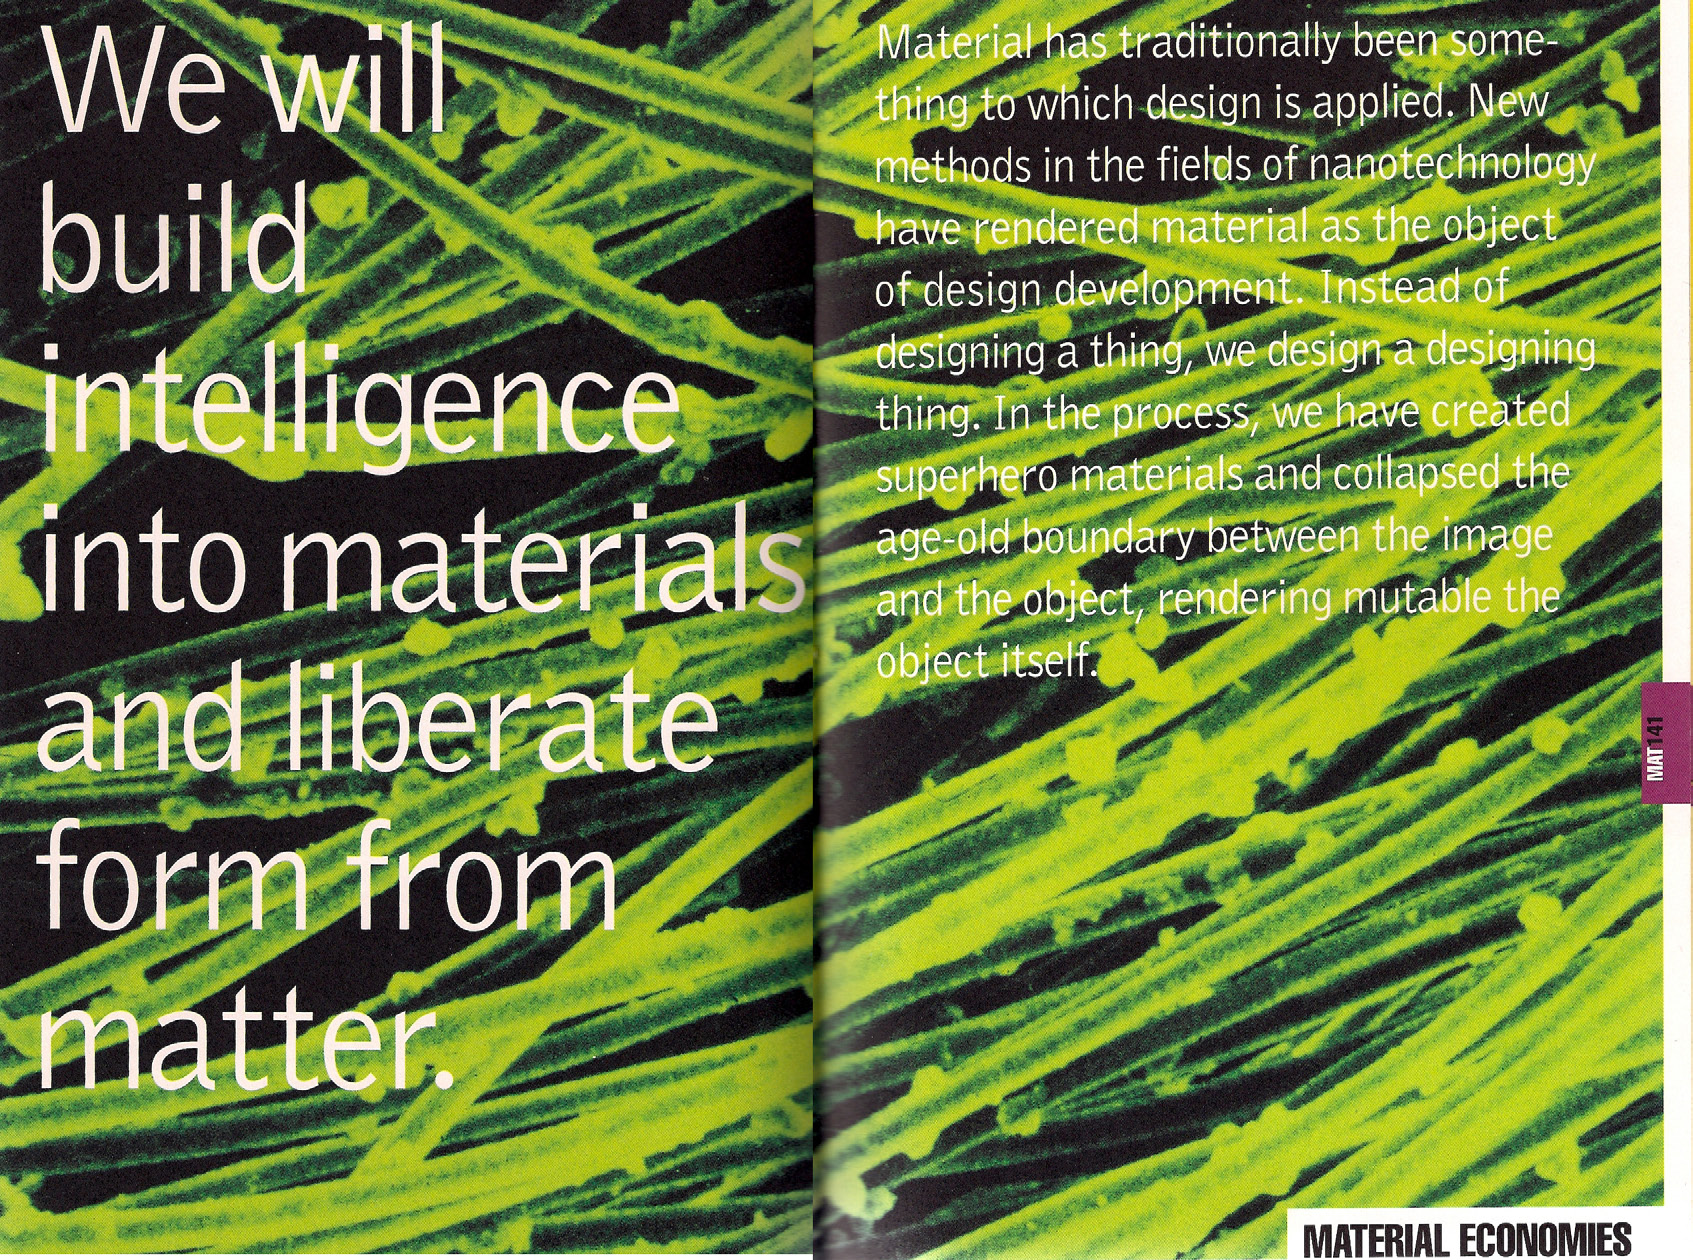 We will
build
intelligence
into materials
and liberate
form from
matter.
Material has traditionally been some-
thing to which design is applied. New
methods in the fields of nanotechnology
have rendered material as the object
of design development. Instead of
designing a thing, we design a designing
thing. In the process, we have created
superhero materials and collapsed the
age-old boundary between the image
and the object, rendering mutable the
object itself.
MAT141
MATERIAL ECONOMIES